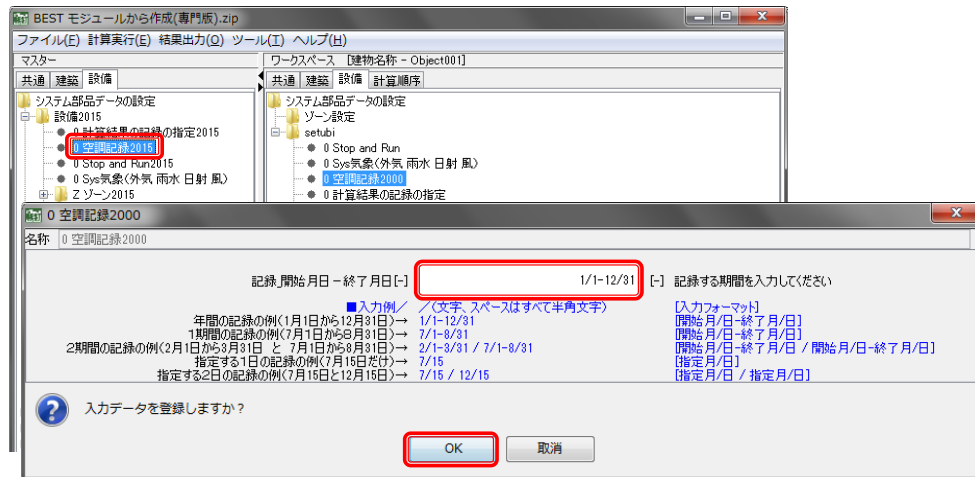 BEST モジュールから作成(専門版).zip
ファイル(F) 計算実行(E) 結果出力(O) ツール(T) ヘルプ(H)
マスター
共通 建築 設備
システム部品データの設定
設備2015
0 計算結果の記録の指定2015
0 空調記録2015
0 Stop and Run2015
0 Sys気象(外気 雨水 日射 風)
Z ゾーン2015
ワークスペース [建物名称 - Object001]
共通 建築 設備 計算順序
システム部品データの設定
ゾーン設定
setubi
0 Stop and Run
0 Sys気象(外気 雨水 日射 風)
0 空調記録2000
0 計算結果の記録の指定
0 空調記録2000
名称 0 空調記録2000
記録_開始月日 – 終了月日[-] 1/1-12/31 [-] 記録する期間を入力してください
■入力例/ /(文字、スペースはすべて半角文字) [入力フォーマット]
年間の記録の例(1月1日から12月31日)→ 1/1-12/31 [開始月/日-終了月/日]
1期間の記録の例(7月1日から8月31日)→ 7/1-8/31 [開始月/日-終了月/日]
2期間の記録の例(2月1日から3月31日 と 7月1日から8月31日)→ 2/1-3/31 / 7/1-8/31 [開始月/日-終了月/日 / 開始月/日-終了月/日]
指定する1日の記録の例(7月15日だけ)→ 7/15 [指定月/日]
指定する2日の記録の例(7月15日と12月15日)→ 7/15 / 12/15 [指定月/日 / 指定月/日]
入力データを登録しますか?
OK 取消